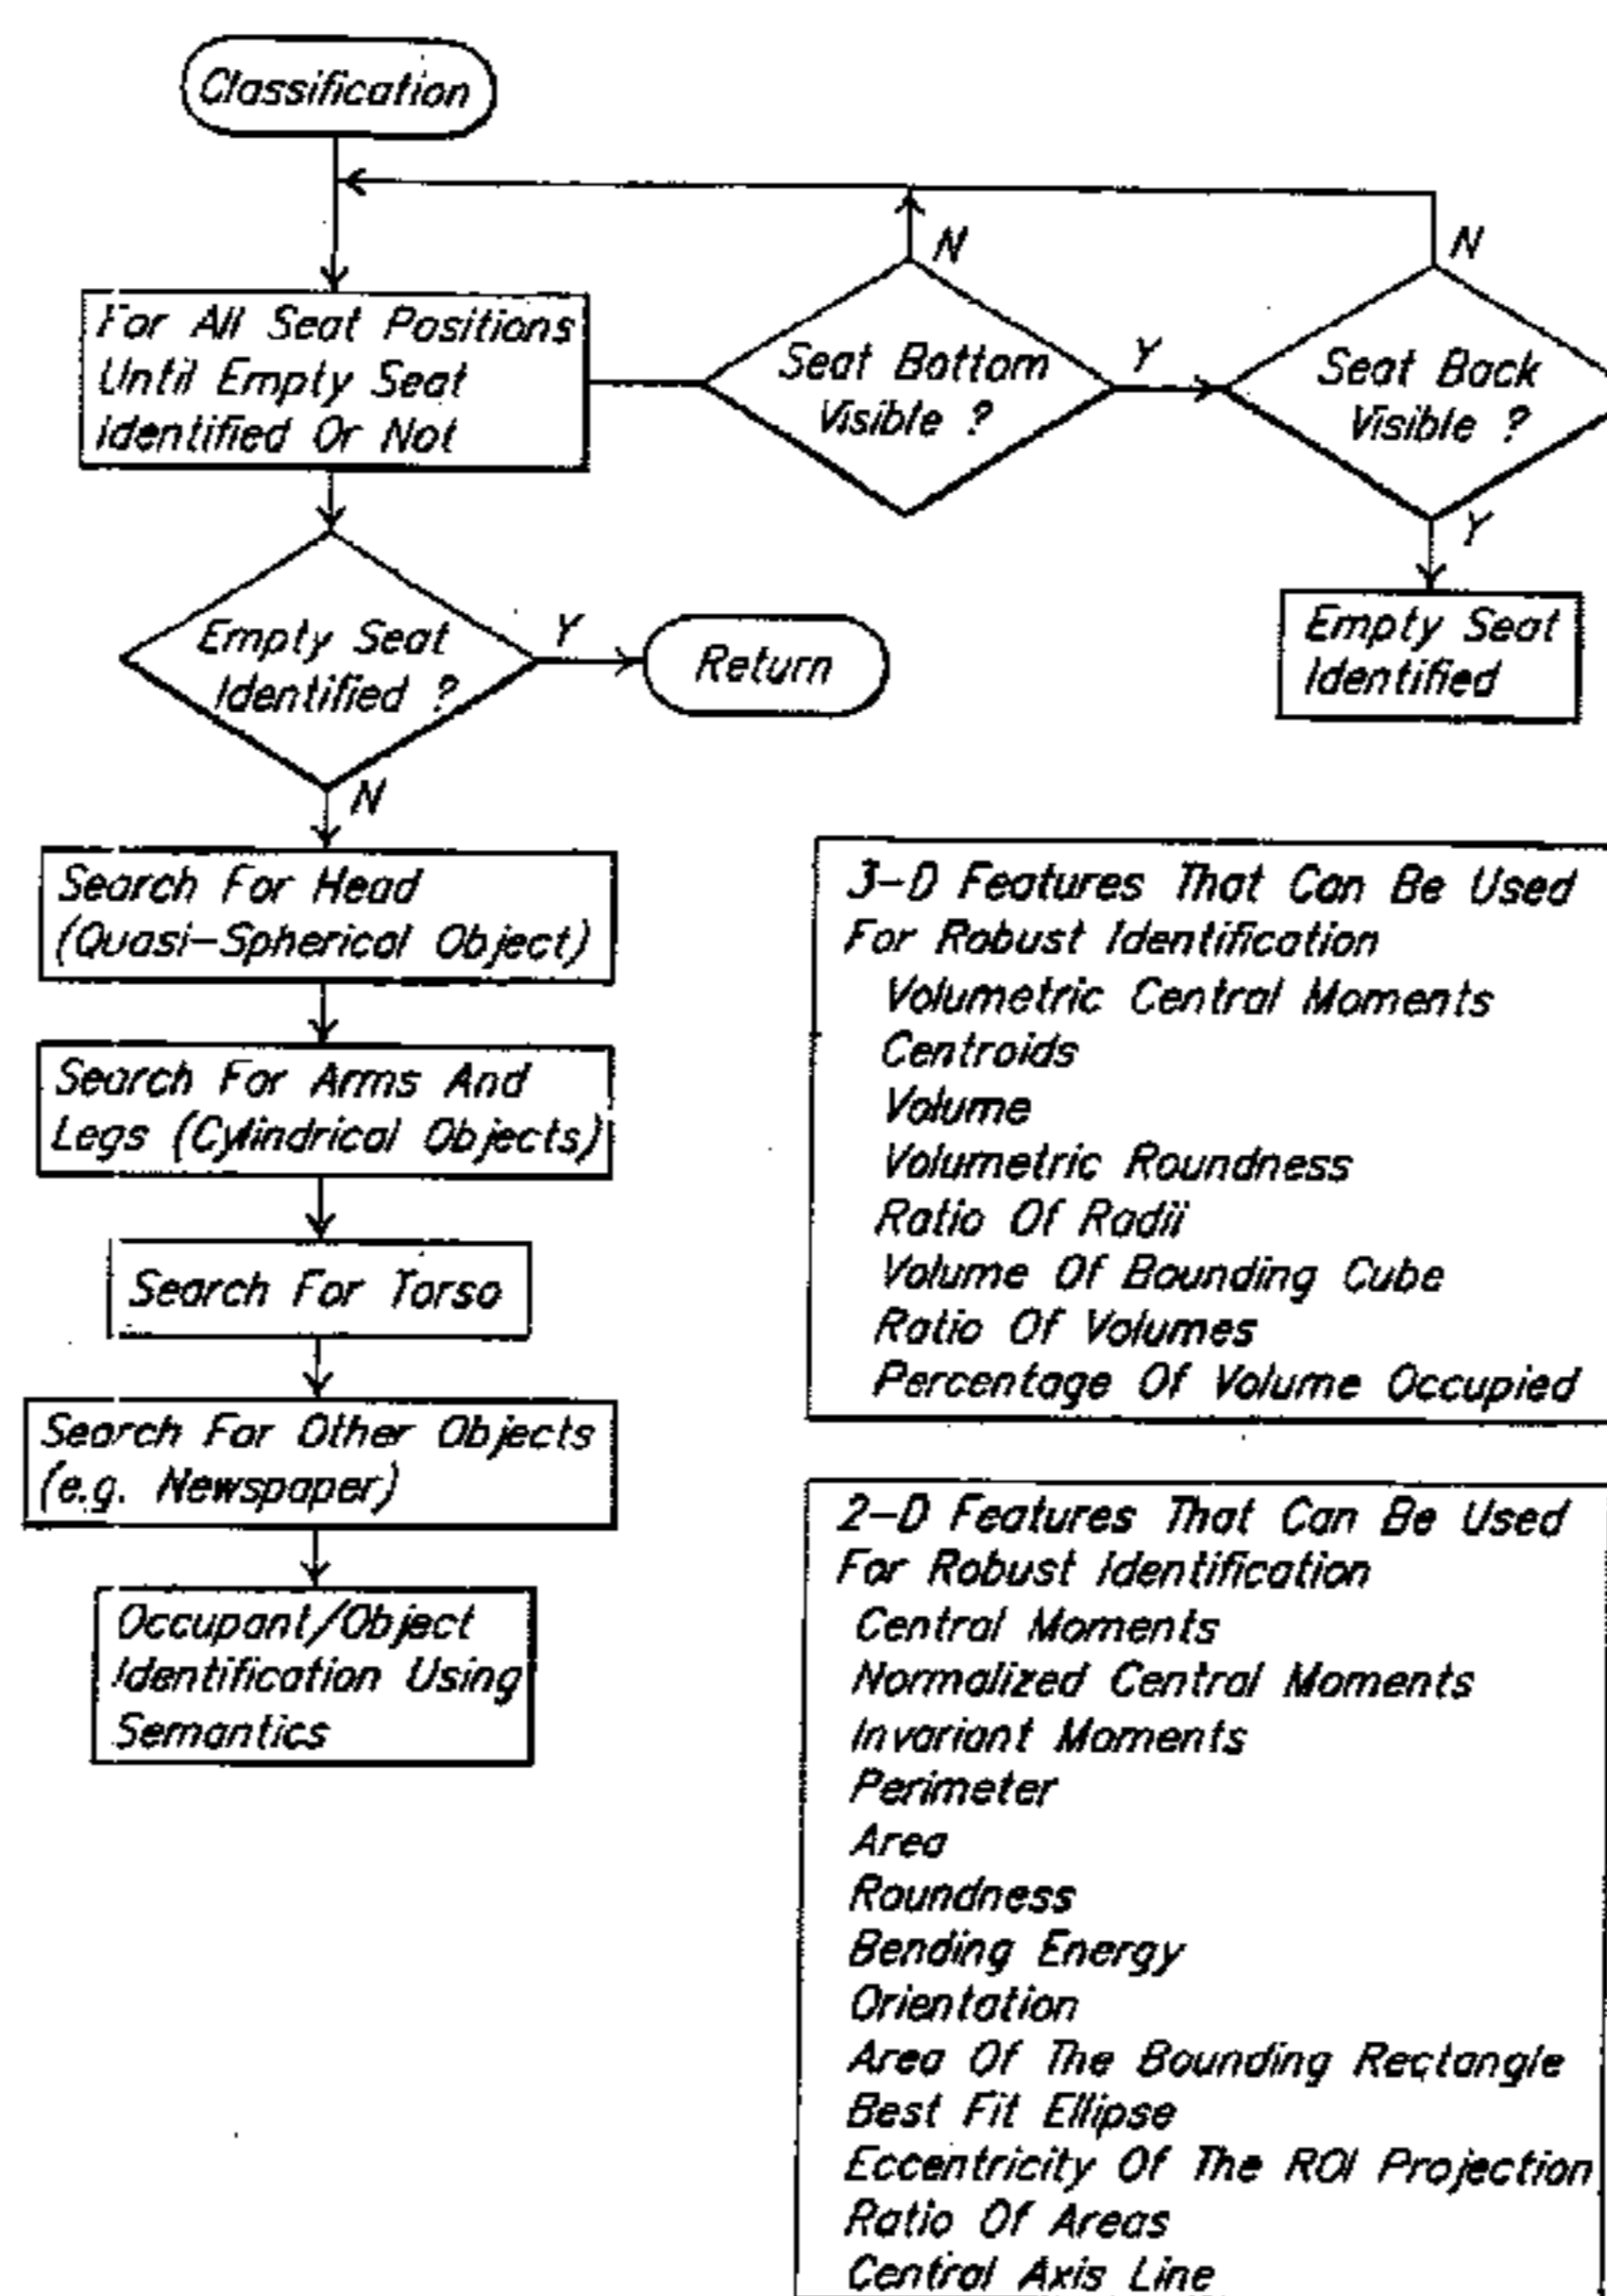 Classification
N
N
For All Seat Positions
Until Empty Seat
Identified Or Not
Seat Bottom
Visible ?
Y
Seat Back
Visible ?
Y
Empty Seat
Identified ?
Y
Return
Empty Seat
Identified
N
Search For Head
(Quasi-Spherical Object)
Search For Arms And
Legs (Cylindrical Objects)
Search For Torso
Search For Other Objects
(e.g. Newspaper)
Occupant/Object
Identification Using
Semantics
3-D Features That Can Be Used
For Robust Identification
Volumetric Central Moments
Centroids
Volume
Volumetric Roundness
Ratio Of Radii
Volume Of Bounding Cube
Ratio Of Volumes
Percentage Of Volume Occupied
2-D Features That Can Be Used
For Robust Identification
Central Moments
Normalized Central Moments
Invariant Moments
Perimeter
Area
Roundness
Bending Energy
Orientation
Area Of The Bounding Rectangle
Best Fit Ellipse
Eccentricity Of The ROI Projection
Ratio Of Areas
Central Axis Line